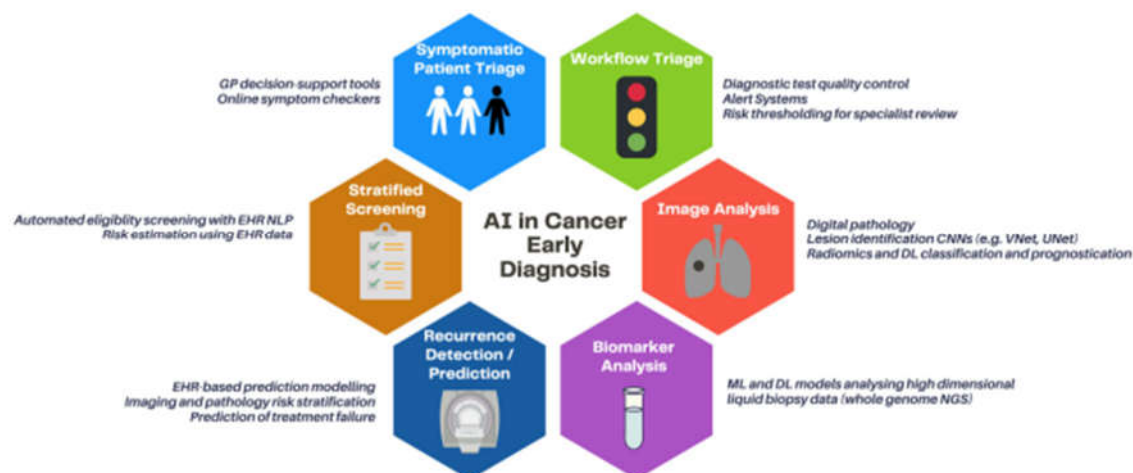 Symptomatic
Patient Triage
GP decision-support tools
Online symptom checkers
Workflow Triage
Diagnostic test quality control
Alert Systems
Risk thresholding for specialist review
Stratified
Screening
Automated eligiblity screening with EHR NLP
Risk estimation using EHR data
AI in Cancer
Early
Diagnosis
Image Analysis
Digital pathology
Lesion identification CNNs (e.g. VNet, UNet)
Radiomics and DL classification and prognostication
Recurrence
Detection /
Prediction
EHR-based prediction modelling
Imaging and pathology risk stratification
Prediction of treatment failure
Biomarker
Analysis
ML and DL models analysing high dimensional
liquid biopsy data (whole genome NGS)